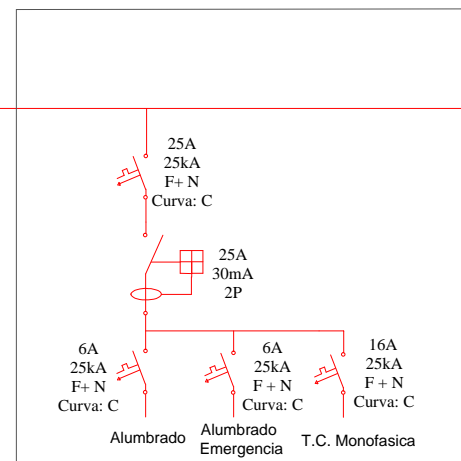 25A
25kA
F+ N
Curva: C
25A
30mA
2P
6A
25kA
F+ N
Curva: C
6A
25kA
F + N
Curva: C
16A
25kA
F + N
Curva: C
Alumbrado
Alumbrado
Emergencia
T.C. Monofasica